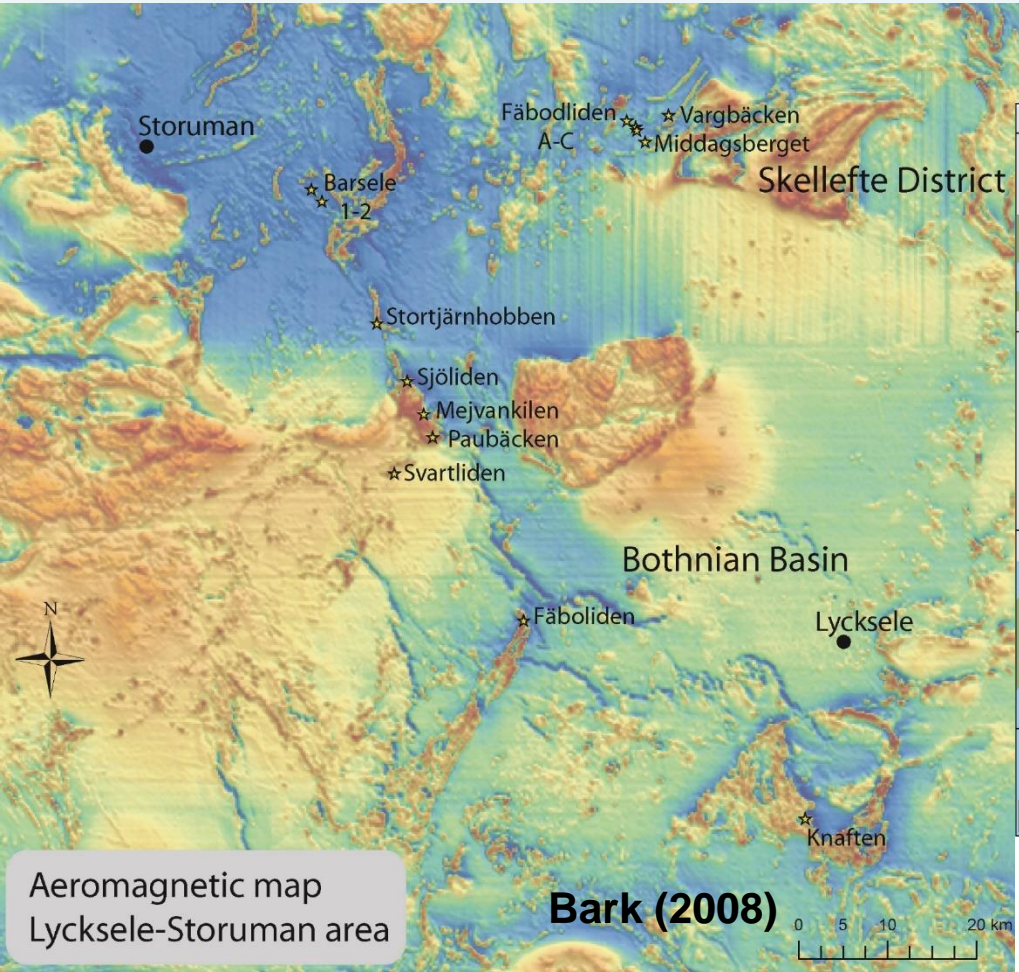 Fäbodliden
A-C
Vargbäcken
Middagsberget
Storuman
Skellefte District
Barsele
1-2
Stortjärnhobben
Sjöliden
Mejvankilen
Paubäcken
Svartliden
Bothnian Basin
N
Fäboliden
Lycksele
Knaften
Aeromagnetic map
Lycksele-Storuman area
Bark (2008)
0 5 10 20 km